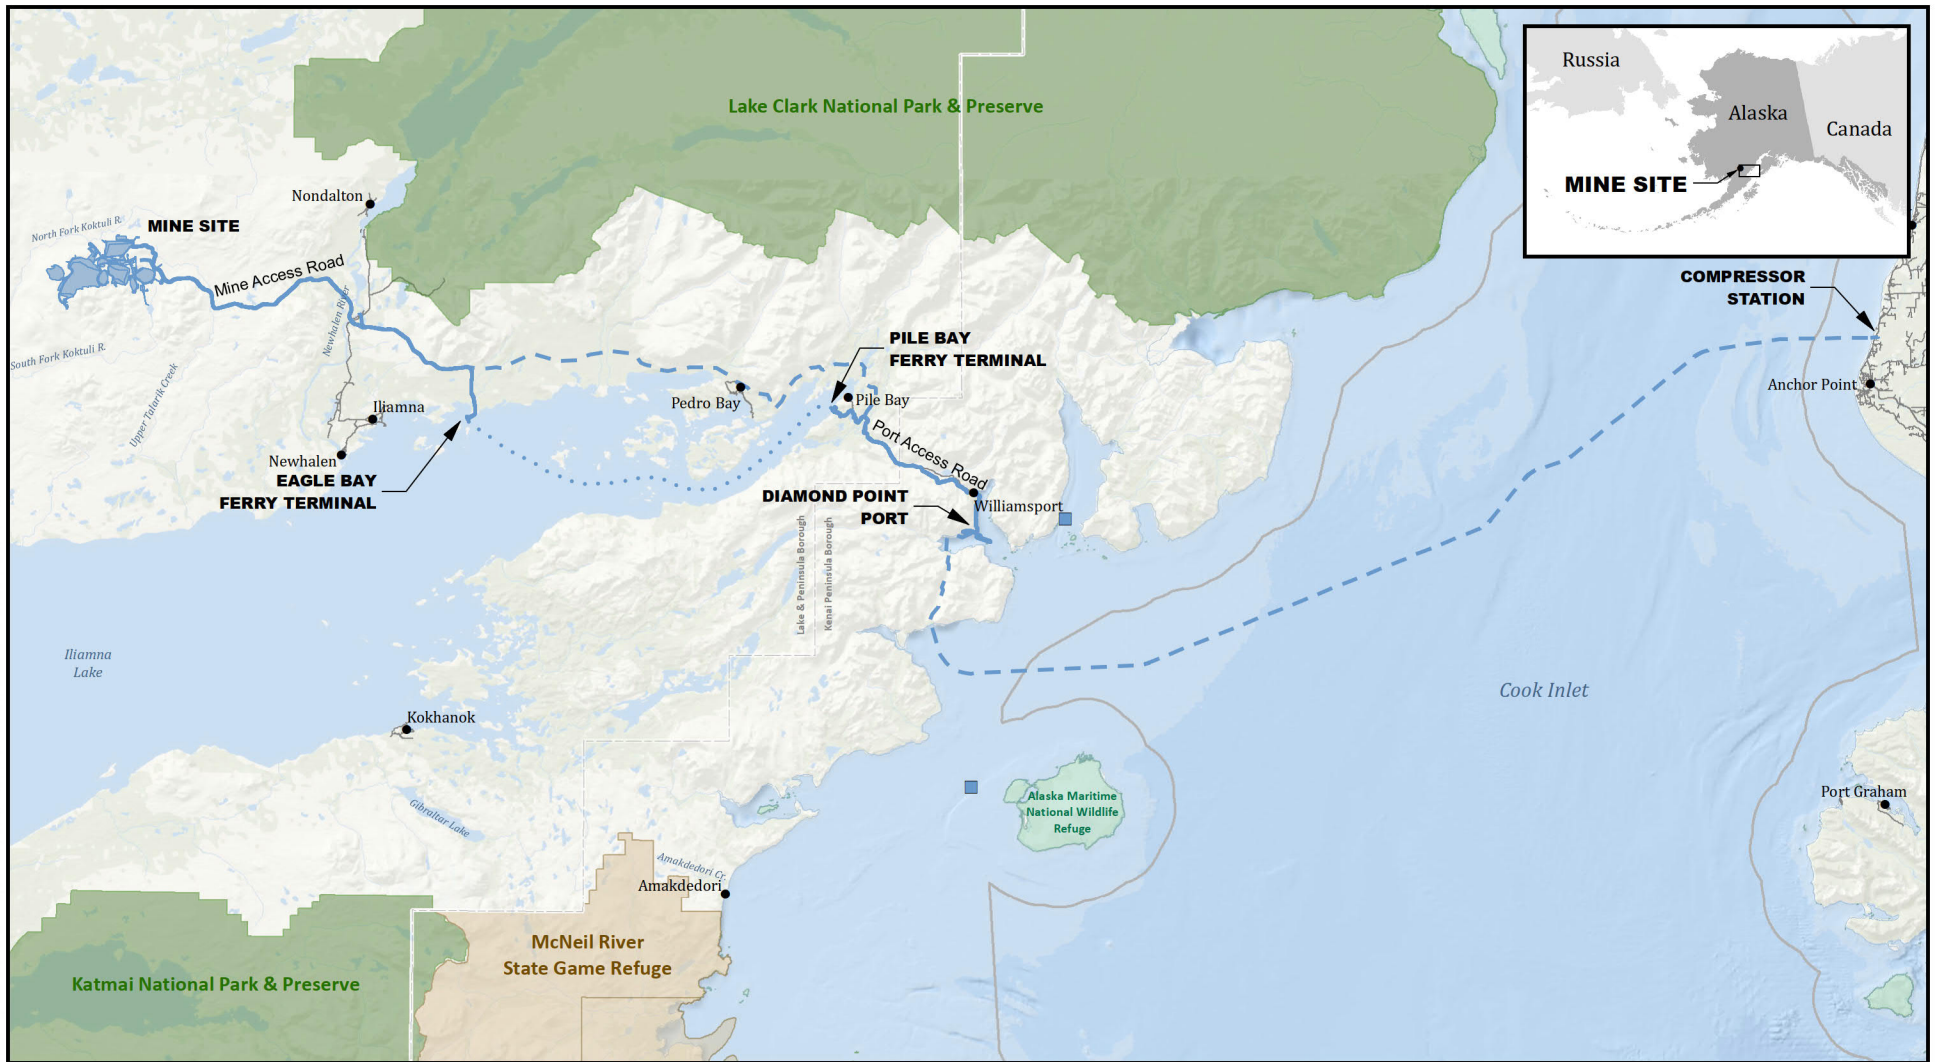 Lake Clark National Park & Preserve
Russia
Alaska
Canada
MINE SITE
Nondalton
North Fork Koktuli R.
MINE SITE
Mine Access Road
Newhalen River
South Fork Koktuli R.
Upper Talarik Creek
COMPRESSOR
STATION
PILE BAY
FERRY TERMINAL
Anchor Point
Pedro Bay
Pile Bay
Iliamna
Port Access Road
Newhalen
EAGLE BAY
FERRY TERMINAL
DIAMOND POINT
PORT
Williamsport
Lake & Peninsula Borough
Kenai Peninsula Borough
Iliamna
Lake
Cook Inlet
Kokhanok
Gibraltar Lake
Alaska Maritime
National Wildlife
Refuge
Port Graham
Amakdedori Cr.
Amakdedori
McNeil River
State Game Refuge
Katmai National Park & Preserve